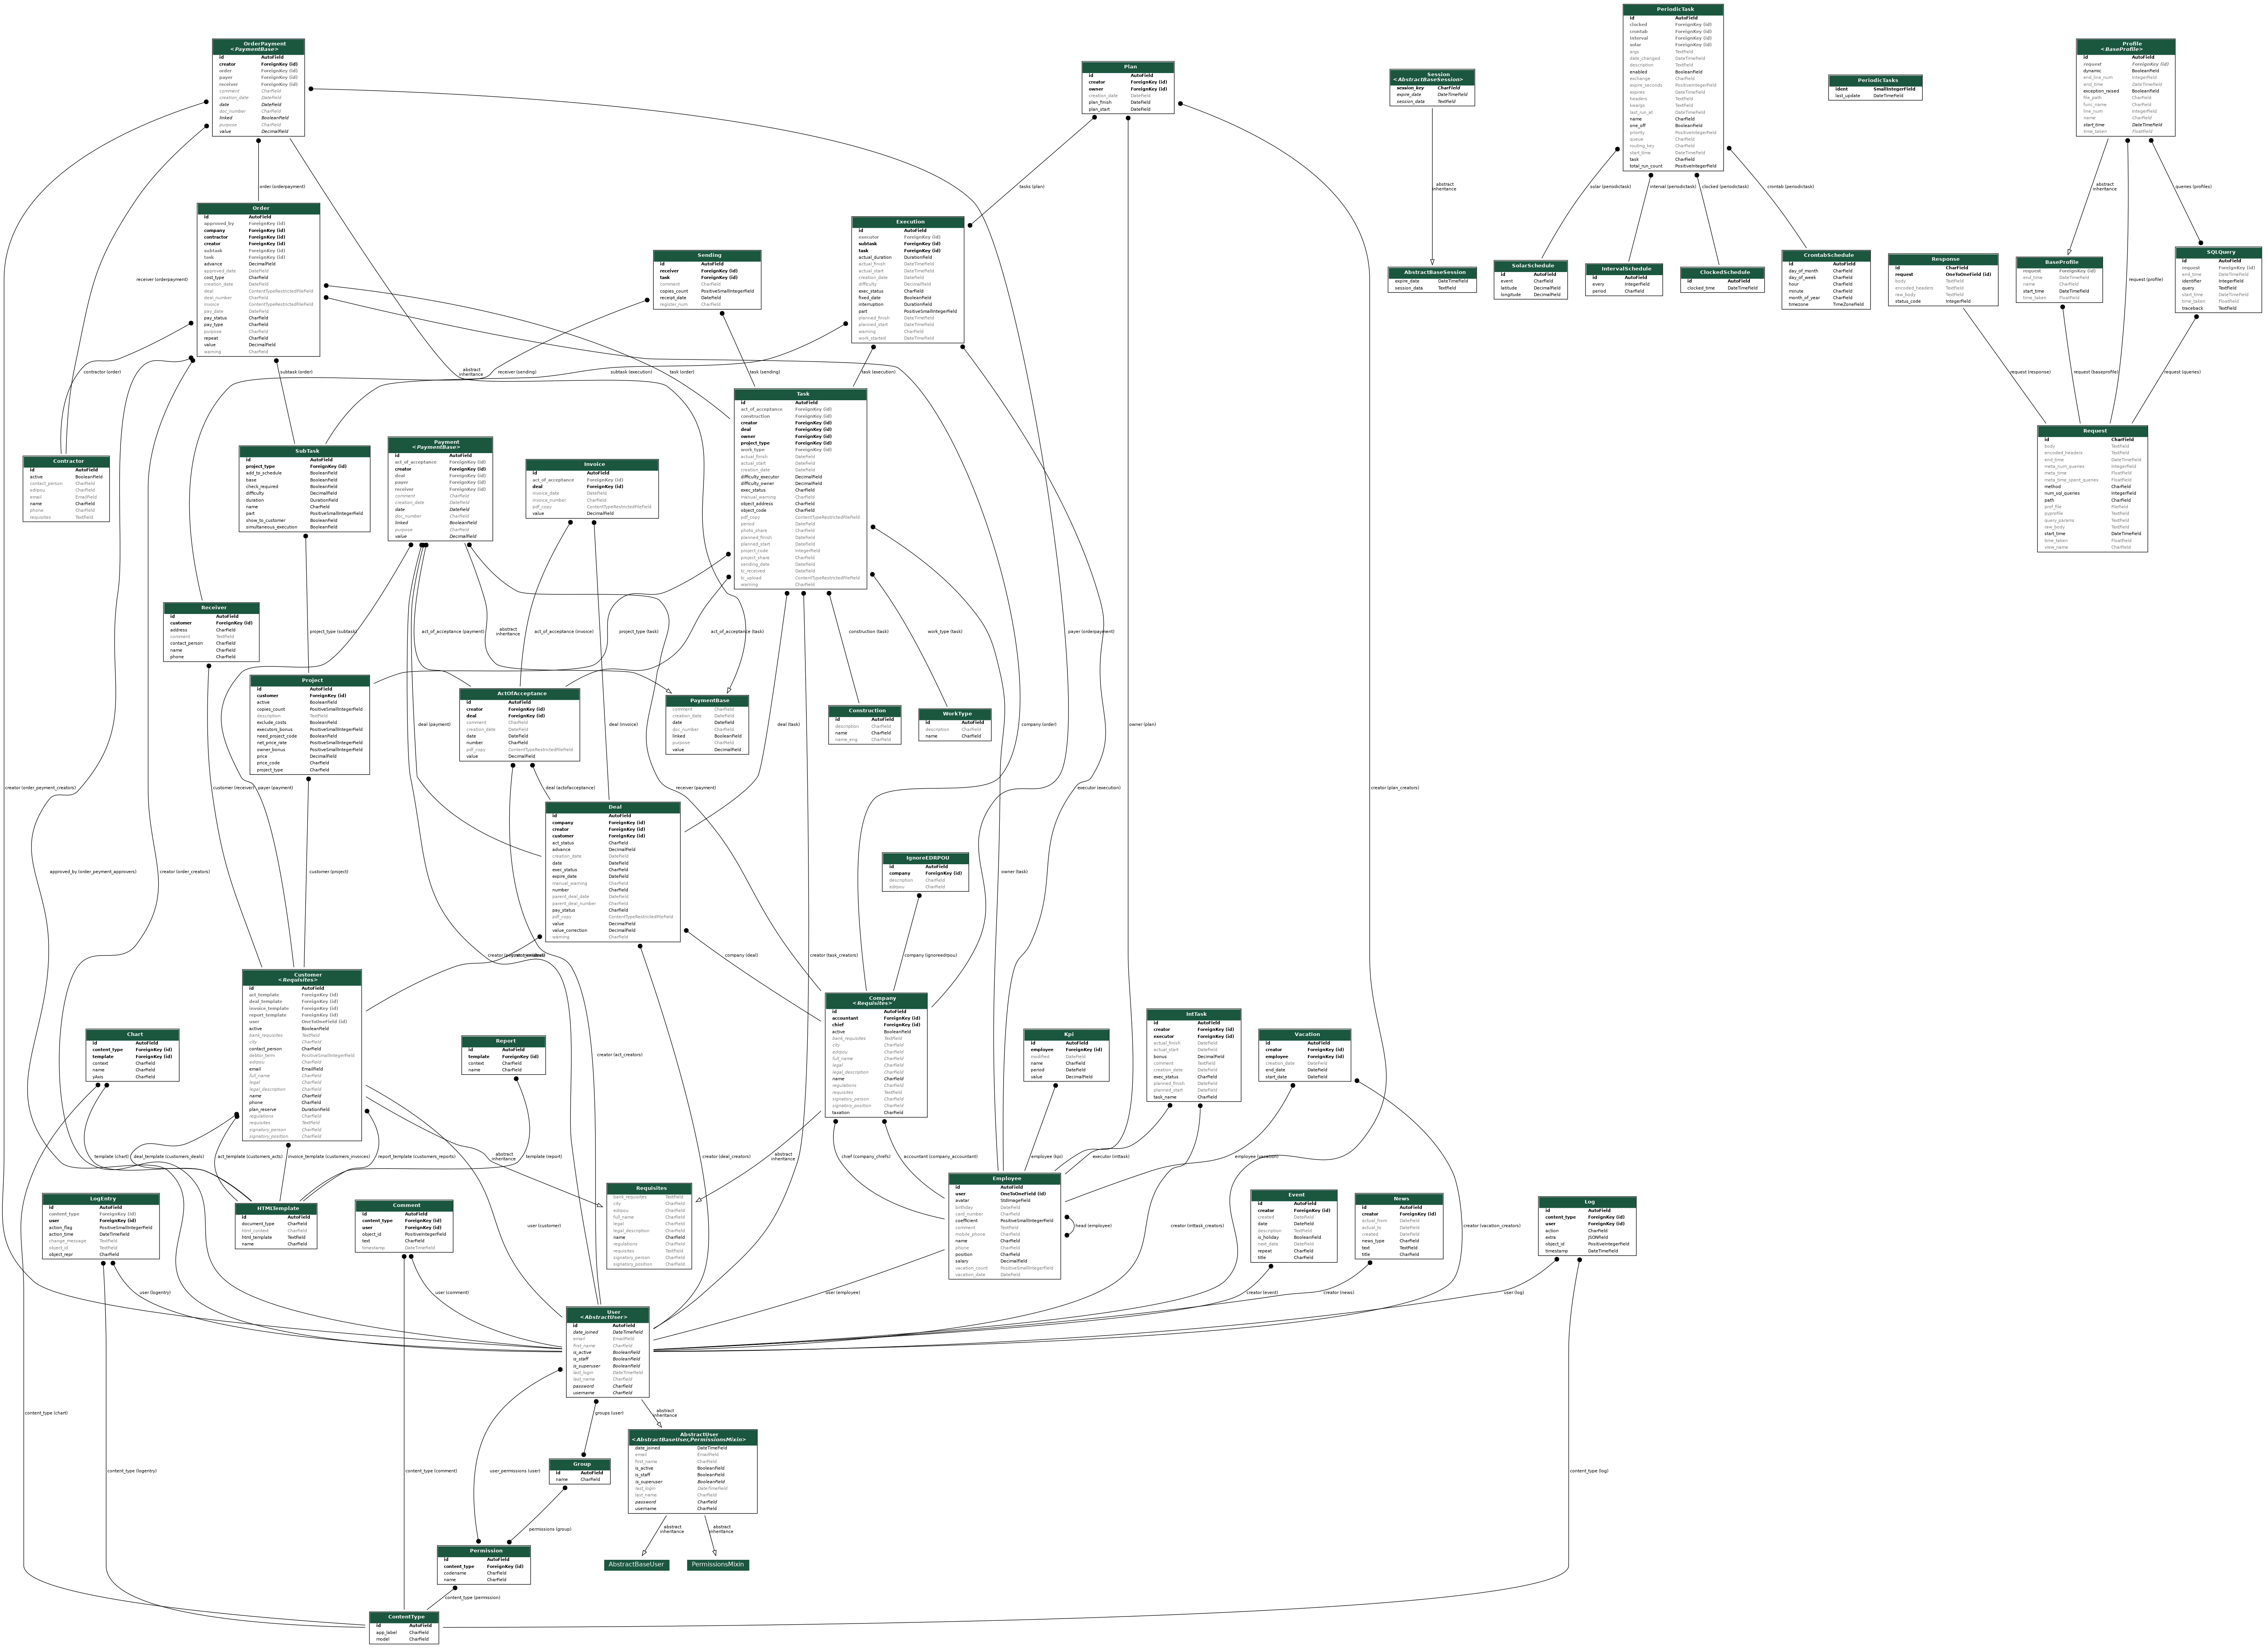 OrderPayment
<PaymentBase>
id AutoField
creator ForeignKey (id)
order ForeignKey (id)
payer ForeignKey (id)
receiver ForeignKey (id)
comment CharField
creation_date DateField
date DateField
doc_number CharField
linked BooleanField
purpose CharField
value DecimalField
Plan
id AutoField
creator ForeignKey (id)
owner ForeignKey (id)
creation_date DateField
plan_finish DateField
plan_start DateField
Session
<AbstractBaseSession>
session_key CharField
expire_date DateTimeField
session_data TextField
PeriodicTask
id AutoField
clocked ForeignKey (id)
crontab ForeignKey (id)
interval ForeignKey (id)
solar ForeignKey (id)
args TextField
date_changed DateTimeField
description TextField
enabled BooleanField
exchange CharField
expire_seconds PositiveIntegerField
expires DateTimeField
headers TextField
kwargs TextField
last_run_at DateTimeField
name CharField
one_off BooleanField
priority PositiveIntegerField
queue CharField
routing_key CharField
start_time DateTimeField
task CharField
total_run_count PositiveIntegerField
PeriodicTasks
ident SmallIntegerField
last_update DateTimeField
Profile
<BaseProfile>
id AutoField
request ForeignKey (id)
dynamic BooleanField
end_line_num IntegerField
end_time DateTimeField
exception_raised BooleanField
file_path CharField
func_name CharField
line_num IntegerField
name CharField
start_time DateTimeField
time_taken FloatField
order (orderpayment)
tasks (plan)
abstract
inheritance
solar (periodictask)
interval (periodictask)
clocked (periodictask)
crontab (periodictask)
abstract
inheritance
queries (profiles)
Order
id AutoField
approved_by ForeignKey (id)
company ForeignKey (id)
contractor ForeignKey (id)
creator ForeignKey (id)
subtask ForeignKey (id)
task ForeignKey (id)
advance DecimalField
approved_date DateField
cost_type CharField
creation_date DateField
deal ContentTypeRestrictedFileField
deal_number CharField
invoice ContentTypeRestrictedFileField
pay_date DateField
pay_status CharField
pay_type CharField
purpose CharField
repeat CharField
value DecimalField
warning CharField
Sending
id AutoField
receiver ForeignKey (id)
task ForeignKey (id)
comment CharField
copies_count PositiveSmallIntegerField
receipt_date DateField
register_num CharField
Execution
id AutoField
executor ForeignKey (id)
subtask ForeignKey (id)
task ForeignKey (id)
actual_duration DurationField
actual_finish DateTimeField
actual_start DateTimeField
creation_date DateField
difficulty DecimalField
exec_status CharField
fixed_date BooleanField
interruption DurationField
part PositiveSmallIntegerField
planned_finish DateTimeField
planned_start DateTimeField
warning CharField
work_started DateTimeField
AbstractBaseSession
expire_date DateTimeField
session_data TextField
SolarSchedule
id AutoField
event CharField
latitude DecimalField
longitude DecimalField
IntervalSchedule
id AutoField
every IntegerField
period CharField
ClockedSchedule
id AutoField
clocked_time DateTimeField
CrontabSchedule
id AutoField
day_of_month CharField
day_of_week CharField
hour CharField
minute CharField
month_of_year CharField
timezone TimeZoneField
Response
id CharField
request OneToOneField (id)
body TextField
encoded_headers TextField
raw_body TextField
status_code IntegerField
BaseProfile
request ForeignKey (id)
end_time DateTimeField
name CharField
start_time DateTimeField
time_taken FloatField
SQLQuery
id AutoField
request ForeignKey (id)
end_time DateTimeField
identifier IntegerField
query TextField
start_time DateTimeField
time_taken FloatField
traceback TextField
receiver (orderpayment)
request (profile)
contractor (order)
subtask (order)
abstract
inheritance
receiver (sending)
subtask (execution)
task (order)
task (sending)
task (execution)
request (response)
request (baseprofile)
request (queries)
Contractor
id AutoField
active BooleanField
contact_person CharField
edrpou CharField
email EmailField
name CharField
phone CharField
requisites TextField
SubTask
id AutoField
project_type ForeignKey (id)
add_to_schedule BooleanField
base BooleanField
check_required BooleanField
difficulty DecimalField
duration DurationField
name CharField
part PositiveSmallIntegerField
show_to_customer BooleanField
simultaneous_execution BooleanField
Payment
<PaymentBase>
id AutoField
act_of_acceptance ForeignKey (id)
creator ForeignKey (id)
deal ForeignKey (id)
payer ForeignKey (id)
receiver ForeignKey (id)
comment CharField
creation_date DateField
date DateField
doc_number CharField
linked BooleanField
purpose CharField
value DecimalField
Invoice
id AutoField
act_of_acceptance ForeignKey (id)
deal ForeignKey (id)
invoice_date DateField
invoice_number CharField
pdf_copy ContentTypeRestrictedFileField
value DecimalField
Task
id AutoField
act_of_acceptance ForeignKey (id)
construction ForeignKey (id)
creator ForeignKey (id)
deal ForeignKey (id)
owner ForeignKey (id)
project_type ForeignKey (id)
work_type ForeignKey (id)
actual_finish DateField
actual_start DateField
creation_date DateField
difficulty_executor DecimalField
difficulty_owner DecimalField
exec_status CharField
manual_warning CharField
object_address CharField
object_code CharField
pdf_copy ContentTypeRestrictedFileField
period DateField
photo_share CharField
planned_finish DateField
planned_start DateField
project_code IntegerField
project_share CharField
sending_date DateField
tc_received DateField
tc_upload ContentTypeRestrictedFileField
warning CharField
Request
id CharField
body TextField
encoded_headers TextField
end_time DateTimeField
meta_num_queries IntegerField
meta_time FloatField
meta_time_spent_queries FloatField
method CharField
num_sql_queries IntegerField
path CharField
prof_file FileField
pyprofile TextField
query_params TextField
raw_body TextField
start_time DateTimeField
time_taken FloatField
view_name CharField
Receiver
id AutoField
customer ForeignKey (id)
address CharField
comment TextField
contact_person CharField
name CharField
phone CharField
project_type (subtask)
act_of_acceptance (payment)
abstract
inheritance
act_of_acceptance (invoice)
project_type (task)
act_of_acceptance (task)
construction (task)
work_type (task)
payer (orderpayment)
Project
id AutoField
customer ForeignKey (id)
active BooleanField
copies_count PositiveSmallIntegerField
description TextField
exclude_costs BooleanField
executors_bonus PositiveSmallIntegerField
need_project_code BooleanField
net_price_rate PositiveSmallIntegerField
owner_bonus PositiveSmallIntegerField
price DecimalField
price_code CharField
project_type CharField
ActOfAcceptance
id AutoField
creator ForeignKey (id)
deal ForeignKey (id)
comment CharField
creation_date DateField
date DateField
number CharField
pdf_copy ContentTypeRestrictedFileField
value DecimalField
PaymentBase
comment CharField
creation_date DateField
date DateField
doc_number CharField
linked BooleanField
purpose CharField
value DecimalField
Construction
id AutoField
description CharField
name CharField
name_eng CharField
WorkType
id AutoField
description CharField
name CharField
deal (payment)
deal (invoice)
deal (task)
company (order)
owner (plan)
creator (order_payment_creators)
customer (receiver)
payer (payment)
deal (actofacceptance)
receiver (payment)
executor (execution)
creator (plan_creators)
Deal
id AutoField
company ForeignKey (id)
creator ForeignKey (id)
customer ForeignKey (id)
act_status CharField
advance DecimalField
creation_date DateField
date DateField
exec_status CharField
expire_date DateField
manual_warning CharField
number CharField
parent_deal_date DateField
parent_deal_number CharField
pay_status CharField
pdf_copy ContentTypeRestrictedFileField
value DecimalField
value_correction DecimalField
warning CharField
IgnoreEDRPOU
id AutoField
company ForeignKey (id)
description CharField
edrpou CharField
approved_by (order_payment_approvers)
creator (order_creators)
customer (project)
owner (task)
company (deal)
creator (task_creators)
company (ignoreedrpou)
Customer
<Requisites>
id AutoField
act_template ForeignKey (id)
deal_template ForeignKey (id)
invoice_template ForeignKey (id)
report_template ForeignKey (id)
user OneToOneField (id)
active BooleanField
bank_requisites TextField
city CharField
contact_person CharField
debtor_term PositiveSmallIntegerField
edrpou CharField
email EmailField
full_name CharField
legal CharField
legal_description CharField
name CharField
phone CharField
plan_reserve DurationField
regulations CharField
requisites TextField
signatory_person CharField
signatory_position CharField
Company
<Requisites>
id AutoField
accountant ForeignKey (id)
chief ForeignKey (id)
active BooleanField
bank_requisites TextField
city CharField
edrpou CharField
full_name CharField
legal CharField
legal_description CharField
name CharField
regulations CharField
requisites TextField
signatory_person CharField
signatory_position CharField
taxation CharField
Chart
id AutoField
content_type ForeignKey (id)
template ForeignKey (id)
context CharField
name CharField
yAxis CharField
Report
id AutoField
template ForeignKey (id)
context CharField
name CharField
creator (act_creators)
Kpi
id AutoField
employee ForeignKey (id)
modified DateField
name CharField
period DateField
value DecimalField
IntTask
id AutoField
creator ForeignKey (id)
executor ForeignKey (id)
actual_finish DateField
actual_start DateField
bonus DecimalField
comment TextField
creation_date DateField
exec_status CharField
planned_finish DateField
planned_start DateField
task_name CharField
Vacation
id AutoField
creator ForeignKey (id)
employee ForeignKey (id)
creation_date DateField
end_date DateField
start_date DateField
template (chart)
deal_template (customers_deals)
act_template (customers_acts)
invoice_template (customers_invoices)
report_template (customers_reports)
abstract
inheritance
template (report)
creator (deal_creators)
abstract
inheritance
chief (company_chiefs)
accountant (company_accountant)
employee (kpi)
executor (inttask)
employee (vacation)
LogEntry
id AutoField
content_type ForeignKey (id)
user ForeignKey (id)
action_flag PositiveSmallIntegerField
action_time DateTimeField
change_message TextField
object_id TextField
object_repr CharField
HTMLTemplate
id AutoField
document_type CharField
html_context CharField
html_template TextField
name CharField
Comment
id AutoField
content_type ForeignKey (id)
user ForeignKey (id)
object_id PositiveIntegerField
text CharField
timestamp DateTimeField
user (customer)
Requisites
bank_requisites TextField
city CharField
edrpou CharField
full_name CharField
legal CharField
legal_description CharField
name CharField
regulations CharField
requisites TextField
signatory_person CharField
signatory_position CharField
Employee
id AutoField
user OneToOneField (id)
avatar StdImageField
birthday DateField
card_number CharField
coefficient PositiveSmallIntegerField
comment TextField
mobile_phone CharField
name CharField
phone CharField
position CharField
salary DecimalField
vacation_count PositiveSmallIntegerField
vacation_date DateField
head (employee)
creator (inttask_creators)
Event
id AutoField
creator ForeignKey (id)
created DateField
date DateField
description TextField
is_holiday BooleanField
next_date DateField
repeat CharField
title CharField
News
id AutoField
creator ForeignKey (id)
actual_from DateField
actual_to DateField
created DateField
news_type CharField
text TextField
title CharField
creator (vacation_creators)
Log
id AutoField
content_type ForeignKey (id)
user ForeignKey (id)
action CharField
extra JSONField
object_id PositiveIntegerField
timestamp DateTimeField
user (logentry)
user (comment)
user (employee)
creator (event)
creator (news)
user (log)
User
<AbstractUser>
id AutoField
date_joined DateTimeField
email EmailField
first_name CharField
is_active BooleanField
is_staff BooleanField
is_superuser BooleanField
last_login DateTimeField
last_name CharField
password CharField
username CharField
content_type (chart)
groups (user)
abstract
inheritance
AbstractUser
<AbstractBaseUser,PermissionsMixin>
date_joined DateTimeField
email EmailField
first_name CharField
is_active BooleanField
is_staff BooleanField
is_superuser BooleanField
last_login DateTimeField
last_name CharField
password CharField
username CharField
content_type (logentry)
content_type (comment)
user_permissions (user)
Group
id AutoField
name CharField
content_type (log)
permissions (group)
abstract
inheritance
abstract
inheritance
Permission
id AutoField
content_type ForeignKey (id)
codename CharField
name CharField
AbstractBaseUser
PermissionsMixin
content_type (permission)
ContentType
id AutoField
app_label CharField
model CharField